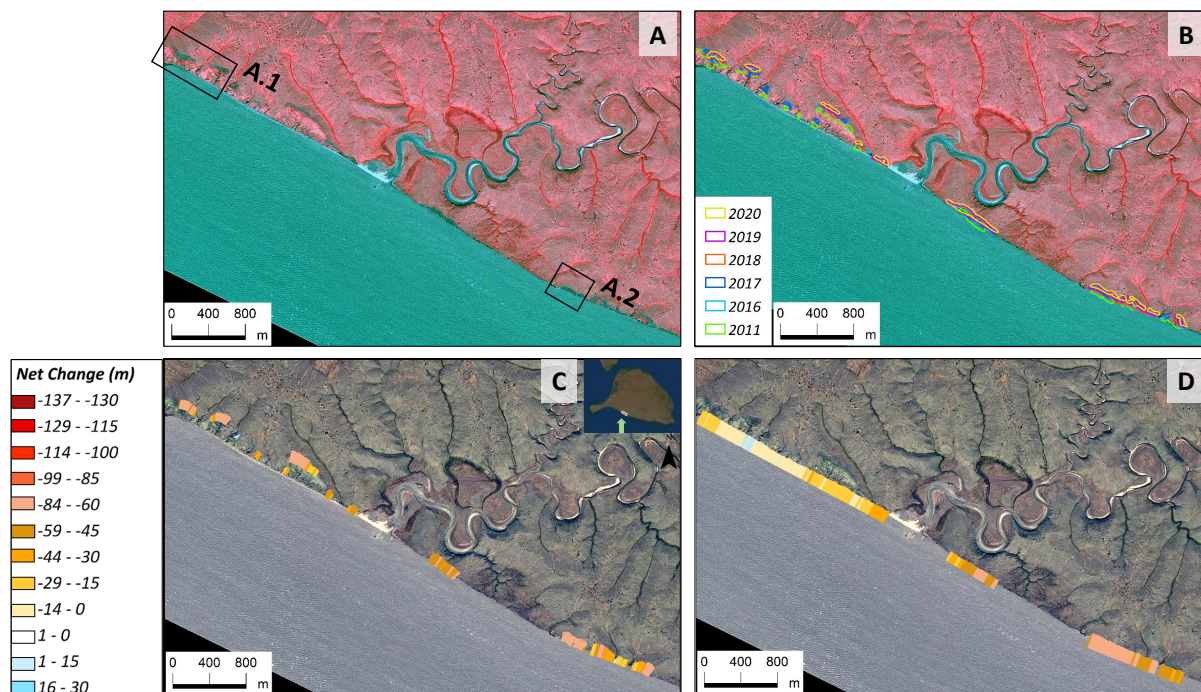 A
A.1
A.2
0 400 800
m
B
2020
2019
2018
2017
2016
2011
0 400 800
m
Net Change (m)
-137 - -130
-129 - -115
-114 - -100
-99 - -85
-84 - -60
-59 - -45
-44 - -30
-29 - -15
-14 - 0
1 - 0
1 - 15
16 - 30
C
0 400 800
m
D
0 400 800
m